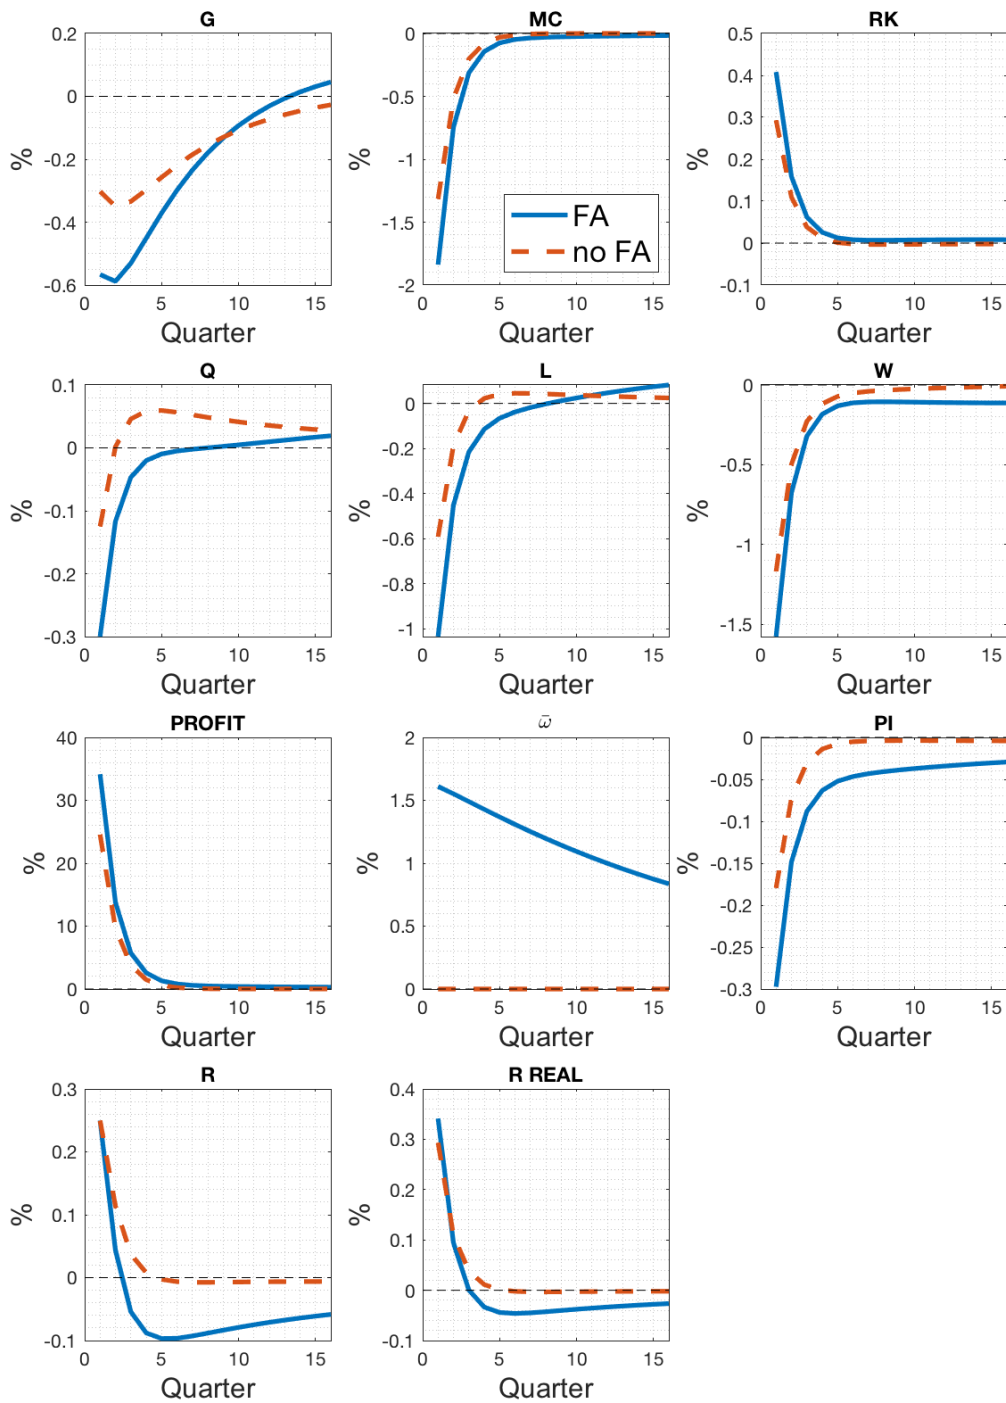 G
0.2
0
-0.2
-0.4
-0.6
%
0 5 10 15
Quarter
MC
0
-0.5
-1
-1.5
-2
%
FA
no FA
0 5 10 15
Quarter
RK
0.5
0.4
0.3
0.2
0.1
0
-0.1
%
0 5 10 15
Quarter
Q
0.1
0
-0.1
-0.2
-0.3
%
0 5 10 15
Quarter
L
0
-0.2
-0.4
-0.6
-0.8
-1
%
0 5 10 15
Quarter
W
0
-0.5
-1
-1.5
%
0 5 10 15
Quarter
PROFIT
40
30
20
10
0
%
0 5 10 15
Quarter
ω̄
2
1.5
1
0.5
0
%
0 5 10 15
Quarter
PI
0
-0.05
-0.1
-0.15
-0.2
-0.25
-0.3
%
0 5 10 15
Quarter
R
0.3
0.2
0.1
0
-0.1
%
0 5 10 15
Quarter
R REAL
0.4
0.3
0.2
0.1
0
-0.1
%
0 5 10 15
Quarter